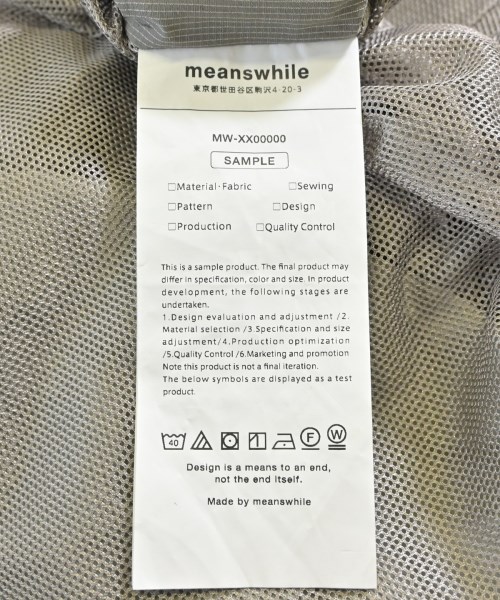 meanswhile
東京都世田谷区駒沢4-20-3
MW-XX00000
SAMPLE
□Material·Fabric □Sewing
□Pattern □Design
□Production □Quality Control
This is a sample product. The final product may
differ in specification, color and size. In product
development, the following stages are
undertaken.
1.Design evaluation and adjustment /2.
Material selection /3.Specification and size
adjustment/4.Production optimization
/5.Quality Control /6.Marketing and promotion
Note this product is not a final iteration.
The below symbols are displayed as a test
product.
40 F W
Design is a means to an end,
not the end itself.
Made by meanswhile